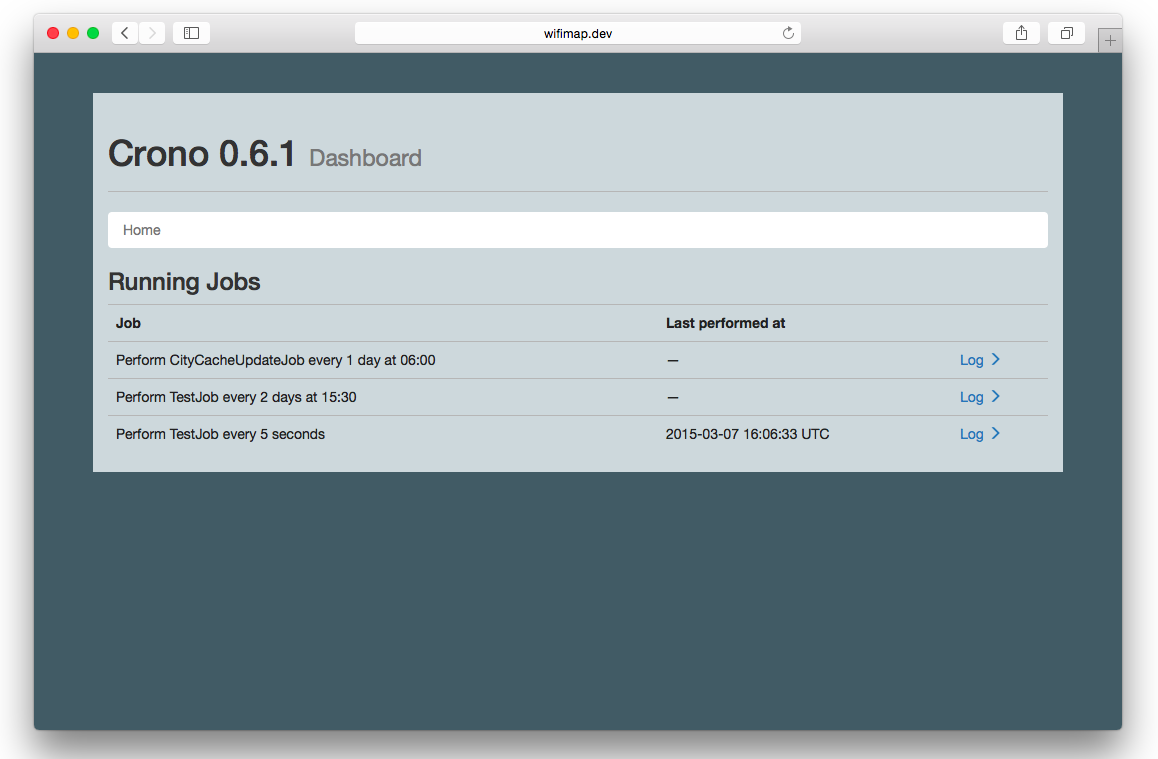 wifimap.dev
Crono 0.6.1 Dashboard
Home
Running Jobs
Job Last performed at
Perform CityCacheUpdateJob every 1 day at 06:00 — Log
Perform TestJob every 2 days at 15:30 — Log
Perform TestJob every 5 seconds 2015-03-07 16:06:33 UTC Log